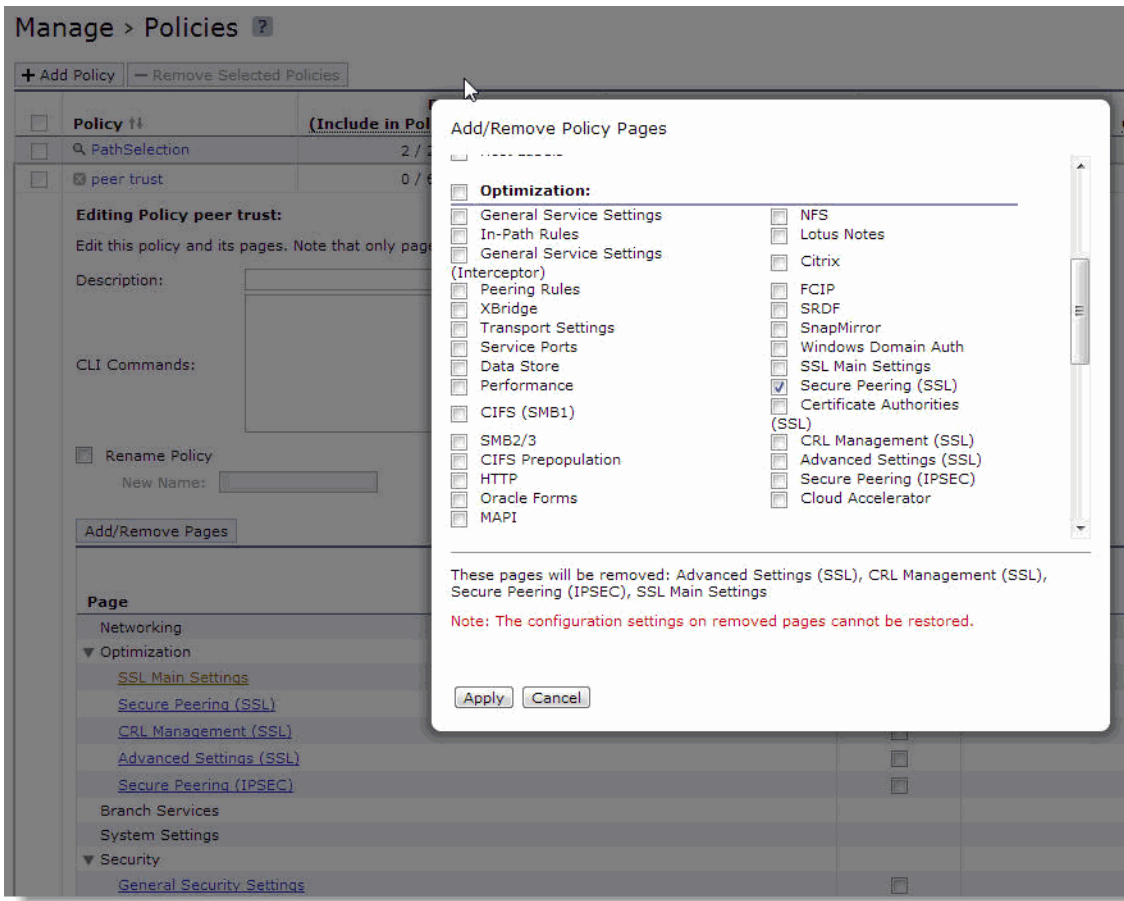 Manage > Policies ?
+ Add Policy — Remove Selected Policies
Policy (Include in Pol
PathSelection 2 / 2
peer trust 0 / 6
Editing Policy peer trust:
Edit this policy and its pages. Note that only page
Description:
CLI Commands:
Rename Policy
New Name:
Add/Remove Pages
Page
Networking
Optimization
SSL Main Settings
Secure Peering (SSL)
CRL Management (SSL)
Advanced Settings (SSL)
Secure Peering (IPSEC)
Branch Services
System Settings
Security
General Security Settings
Add/Remove Policy Pages
Optimization:
General Service Settings
In-Path Rules
General Service Settings
(Interceptor)
Peering Rules
XBridge
Transport Settings
Service Ports
Data Store
Performance
CIFS (SMB1)
SMB2/3
CIFS Prepopulation
HTTP
Oracle Forms
MAPI
NFS
Lotus Notes
Citrix
FCIP
SRDF
SnapMirror
Windows Domain Auth
SSL Main Settings
Secure Peering (SSL)
Certificate Authorities
(SSL)
CRL Management (SSL)
Advanced Settings (SSL)
Secure Peering (IPSEC)
Cloud Accelerator
These pages will be removed: Advanced Settings (SSL), CRL Management (SSL),
Secure Peering (IPSEC), SSL Main Settings
Note: The configuration settings on removed pages cannot be restored.
Apply Cancel